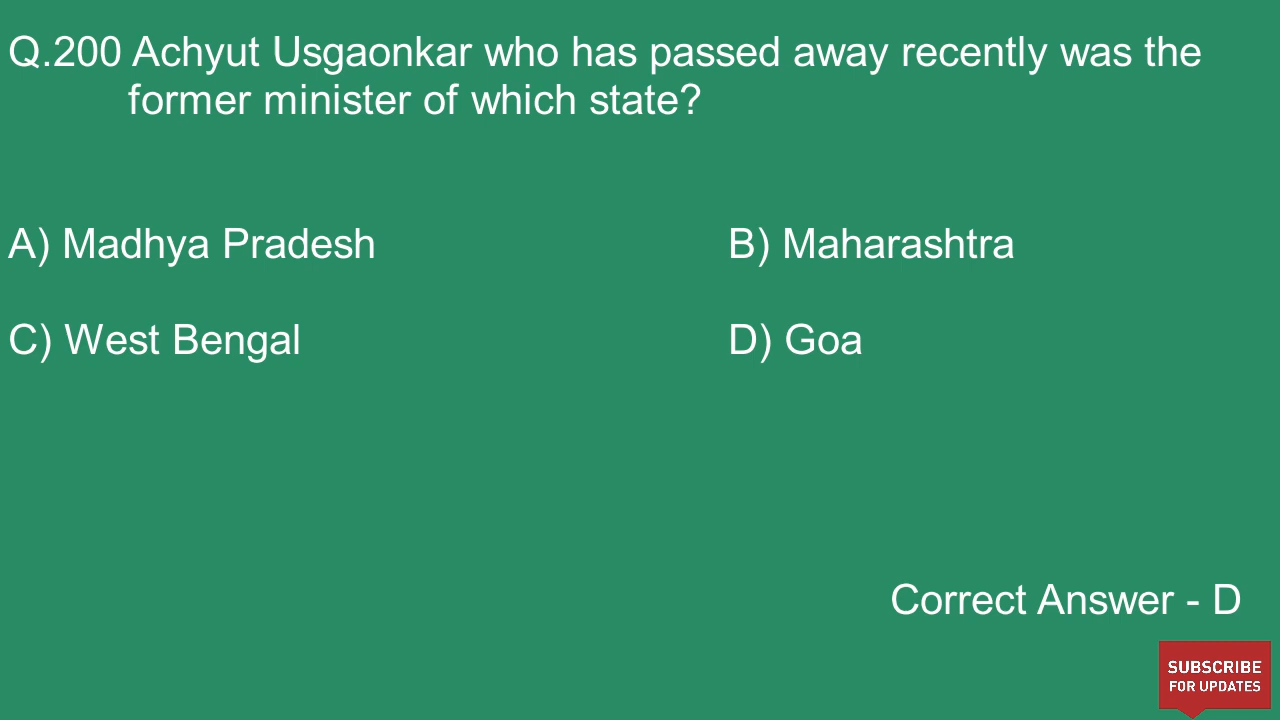 Q.200 Achyut Usgaonkar who has passed away recently was the
former minister of which state?
A) Madhya Pradesh
B) Maharashtra
C) West Bengal
D) Goa
Correct Answer - D
SUBSCRIBE
FOR UPDATES